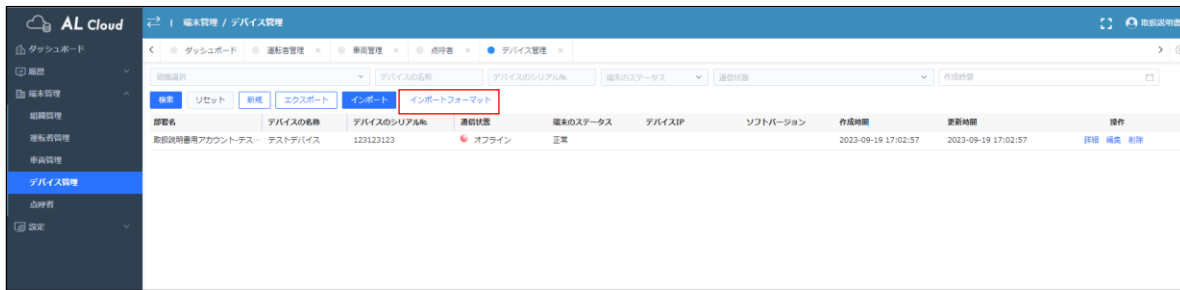 AL Cloud
端末管理 / デバイス管理
取扱説明書
ダッシュボード
履歴
端末管理
組織管理
運転者管理
車両管理
デバイス管理
点呼者
設定
ダッシュボード 運転者管理 × 車両管理 × 点呼者 × デバイス管理 ×
組織選択 デバイスの名称 デバイスのシリアル№ 端末のステータス 通信状態 作成時間
検索 リセット 新規 エクスポート インポート インポートフォーマット
部署名 デバイスの名称 デバイスのシリアル№ 通信状態 端末のステータス デバイスIP ソフトバージョン 作成時間 更新時間 操作
取扱説明書用アカウント-テス… テストデバイス 123123123 オフライン 正常 2023-09-19 17:02:57 2023-09-19 17:02:57 詳細 編集 削除